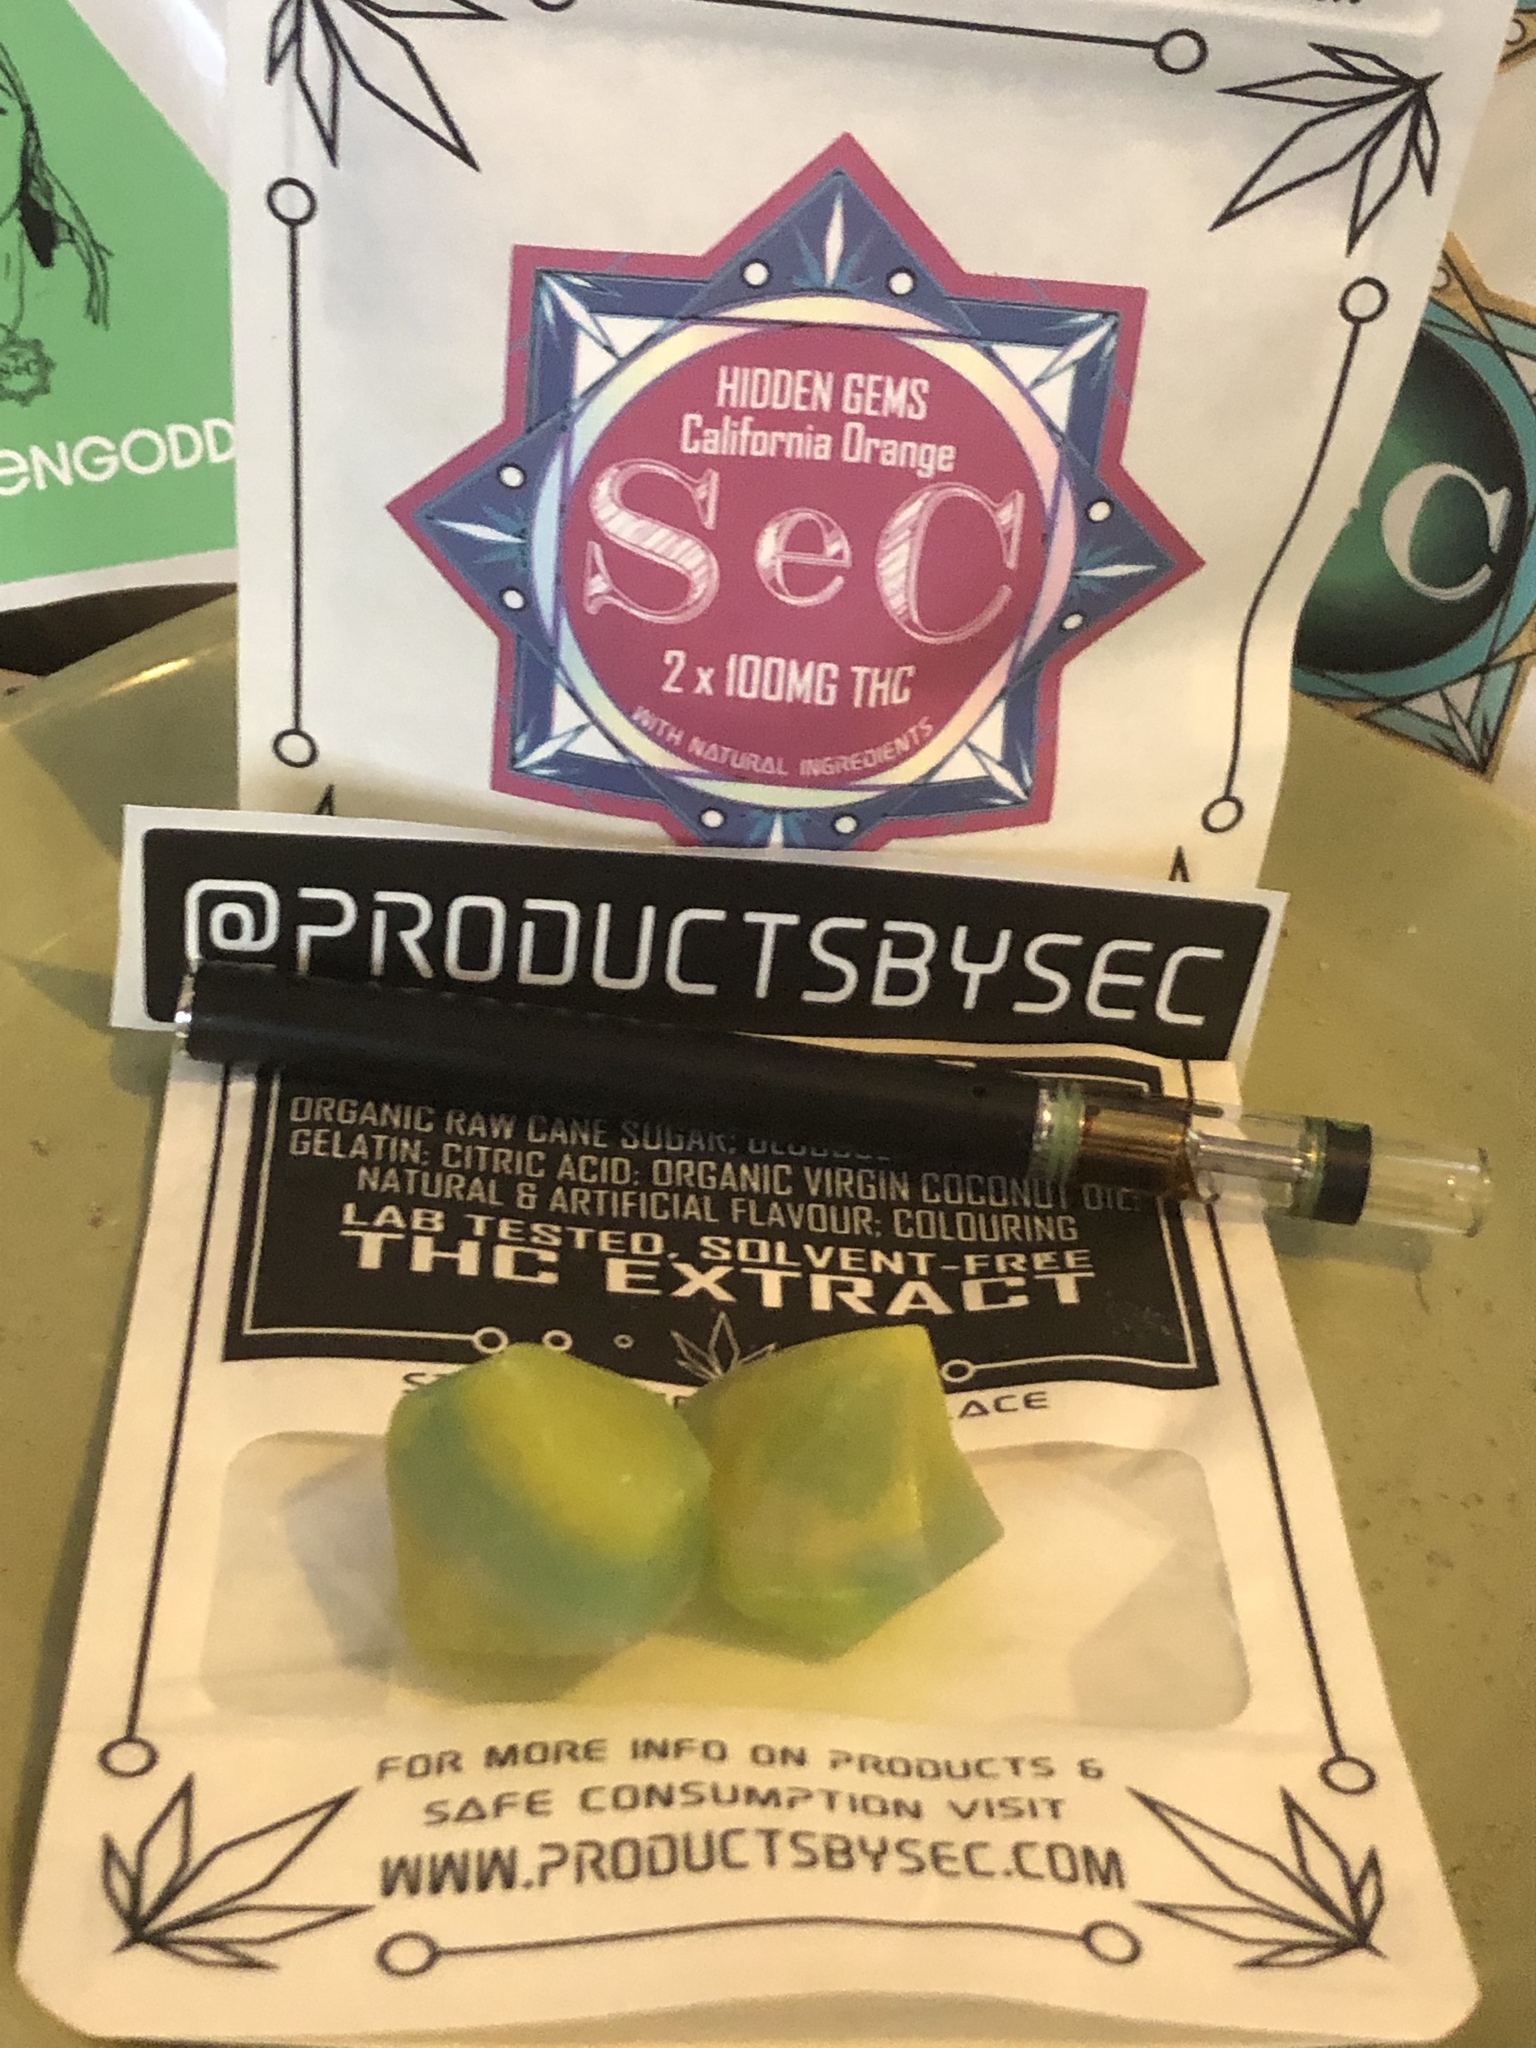 eNGODD
HIDDEN GEMS
California Orange
SeC
2 x 100MG THC
WITH NATURAL INGREDIENTS
C
@PRODUCTSBYSEC
ORGANIC RAW CANE SUGAR;
GELATIN; CITRIC ACID; ORGANIC VIRGIN COCONUT OIL;
NATURAL & ARTIFICIAL FLAVOUR; COLOURING
LAB TESTED, SOLVENT-FREE
THC EXTRACT
FOR MORE INFO ON PRODUCTS &
SAFE CONSUMPTION VISIT
WWW.PRODUCTSBYSEC.COM